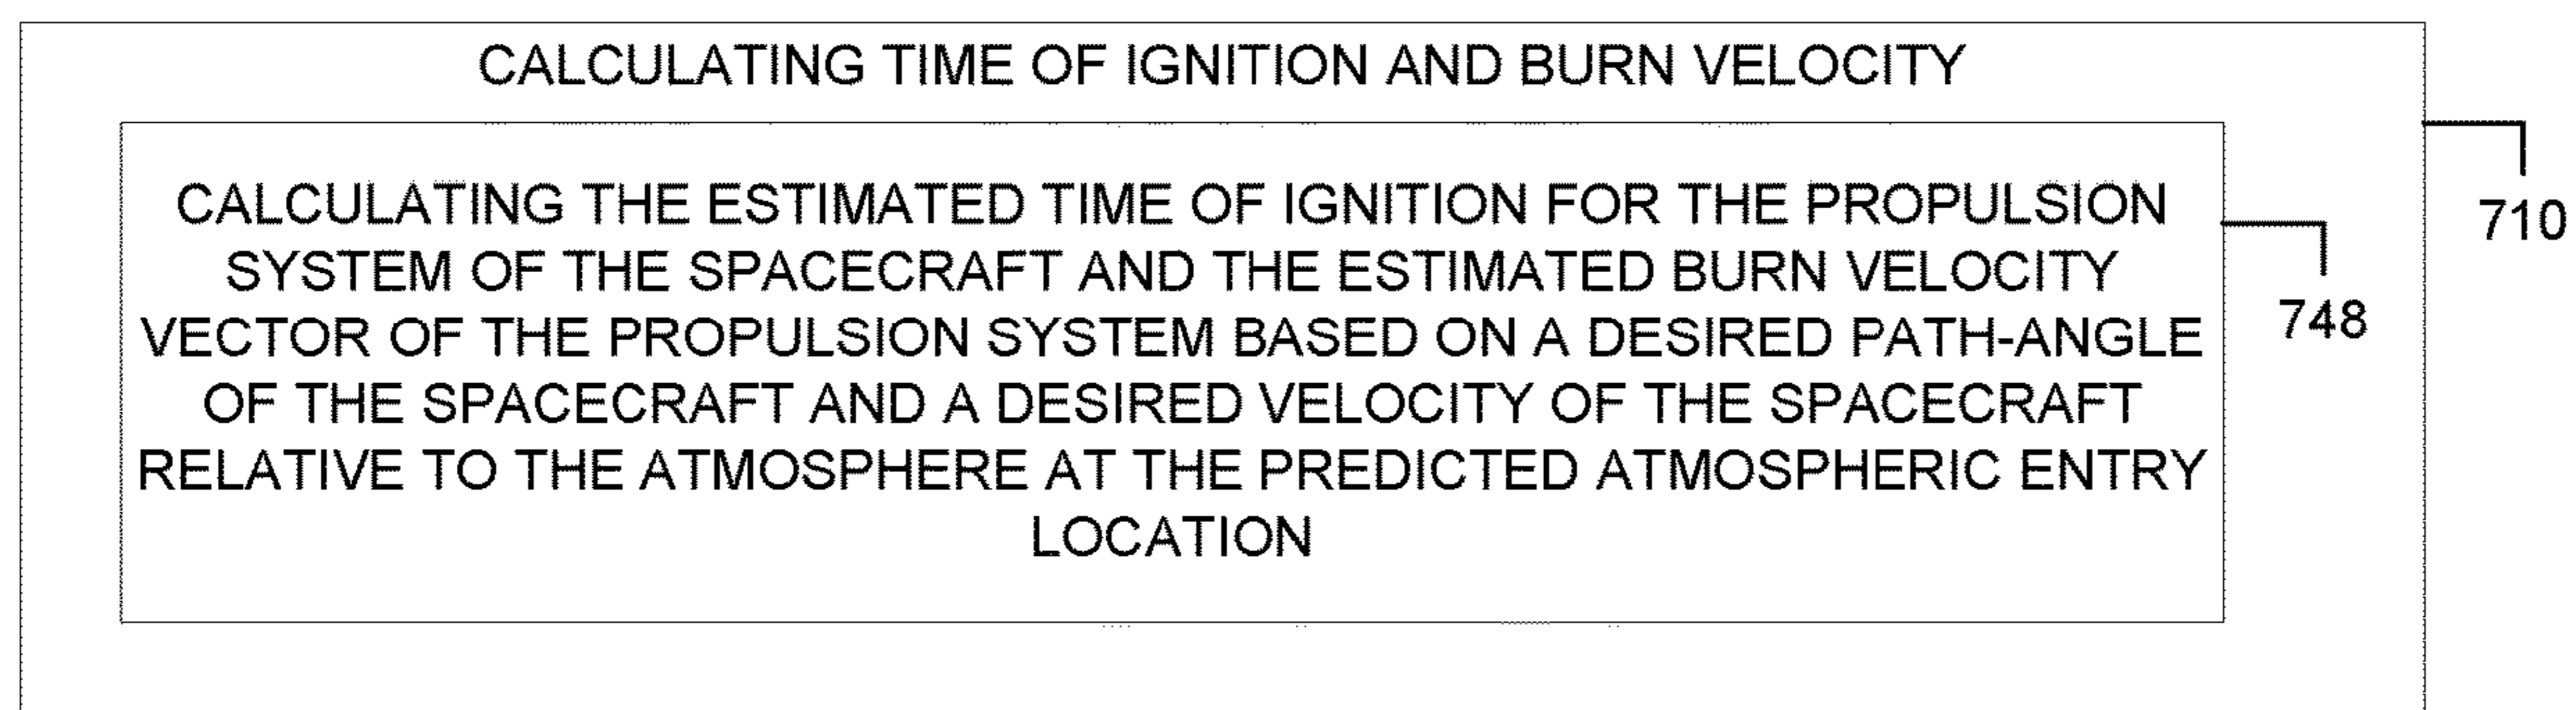 CALCULATING TIME OF IGNITION AND BURN VELOCITY
CALCULATING THE ESTIMATED TIME OF IGNITION FOR THE PROPULSION
SYSTEM OF THE SPACECRAFT AND THE ESTIMATED BURN VELOCITY
VECTOR OF THE PROPULSION SYSTEM BASED ON A DESIRED PATH-ANGLE
OF THE SPACECRAFT AND A DESIRED VELOCITY OF THE SPACECRAFT
RELATIVE TO THE ATMOSPHERE AT THE PREDICTED ATMOSPHERIC ENTRY
LOCATION
710
748